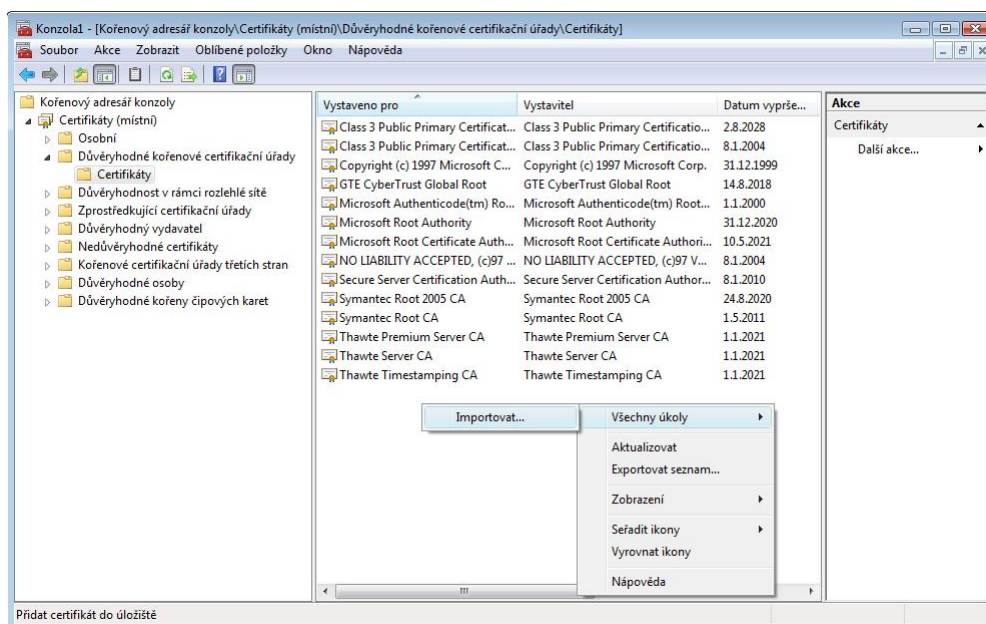 Konzola1 - [Kořenový adresář konzoly\Certifikáty (místní)\Důvěryhodné kořenové certifikační úřady\Certifikáty]
Soubor Akce Zobrazit Oblíbené položky Okno Nápověda
Kořenový adresář konzoly
Certifikáty (místní)
Osobní
Důvěryhodné kořenové certifikační úřady
Certifikáty
Důvěryhodnost v rámci rozlehlé sítě
Zprostředkující certifikační úřady
Důvěryhodný vydavatel
Nedůvěryhodné certifikáty
Kořenové certifikační úřady třetích stran
Důvěryhodné osoby
Důvěryhodné kořeny čipových karet
Vystaveno pro Vystavitel Datum vyprše...
Class 3 Public Primary Certificat... Class 3 Public Primary Certificatio... 2.8.2028
Class 3 Public Primary Certificat... Class 3 Public Primary Certificatio... 8.1.2004
Copyright (c) 1997 Microsoft C... Copyright (c) 1997 Microsoft Corp. 31.12.1999
GTE CyberTrust Global Root GTE CyberTrust Global Root 14.8.2018
Microsoft Authenticode(tm) Ro... Microsoft Authenticode(tm) Root... 1.1.2000
Microsoft Root Authority Microsoft Root Authority 31.12.2020
Microsoft Root Certificate Auth... Microsoft Root Certificate Authori... 10.5.2021
NO LIABILITY ACCEPTED, (c)97 ... NO LIABILITY ACCEPTED, (c)97 V... 8.1.2004
Secure Server Certification Auth... Secure Server Certification Author... 8.1.2010
Symantec Root 2005 CA Symantec Root 2005 CA 24.8.2020
Symantec Root CA Symantec Root CA 1.5.2011
Thawte Premium Server CA Thawte Premium Server CA 1.1.2021
Thawte Server CA Thawte Server CA 1.1.2021
Thawte Timestamping CA Thawte Timestamping CA 1.1.2021
Importovat... Všechny úkoly
Aktualizovat
Exportovat seznam...
Zobrazení
Seřadit ikony
Vyrovnat ikony
Nápověda
Akce
Certifikáty
Další akce...
Přidat certifikát do úložiště